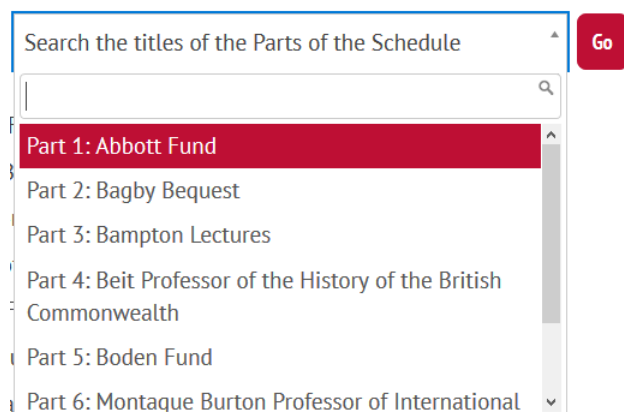 Search the titles of the Parts of the Schedule
Go
Part 1: Abbott Fund
Part 2: Bagby Bequest
Part 3: Bampton Lectures
Part 4: Beit Professor of the History of the British
Commonwealth
Part 5: Boden Fund
Part 6: Montague Burton Professor of International